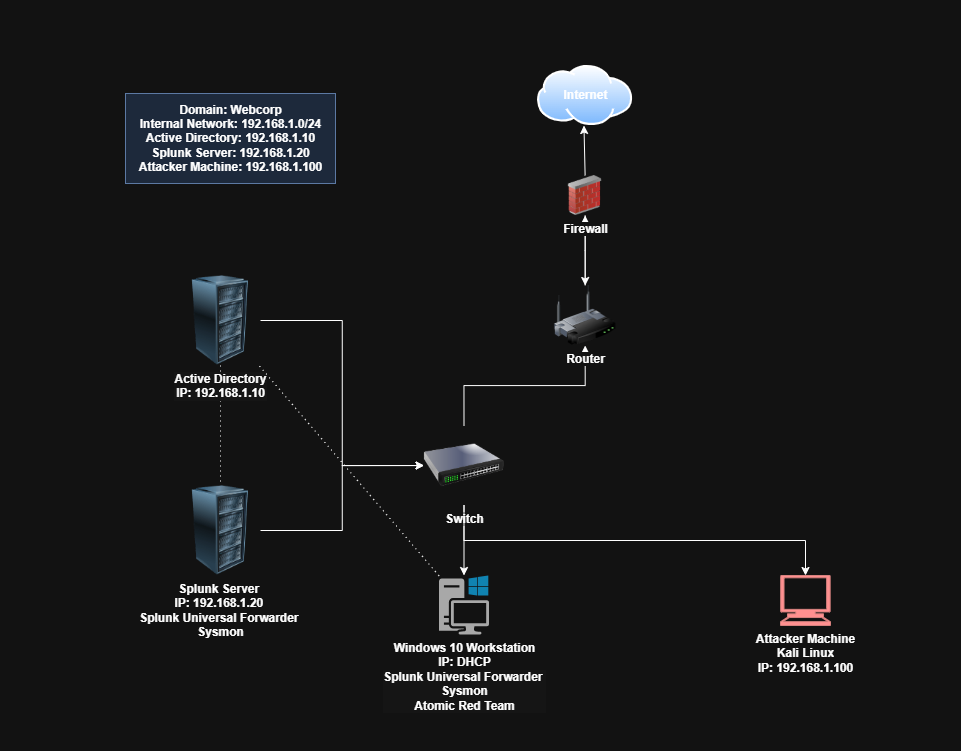 Internet
Domain: Webcorp
Internal Network: 192.168.1.0/24
Active Directory: 192.168.1.10
Splunk Server: 192.168.1.20
Attacker Machine: 192.168.1.100
Firewall
Router
Active Directory
IP: 192.168.1.10
Switch
Splunk Server
IP: 192.168.1.20
Splunk Universal Forwarder
Sysmon
Windows 10 Workstation
IP: DHCP
Splunk Universal Forwarder
Sysmon
Atomic Red Team
Attacker Machine
Kali Linux
IP: 192.168.1.100